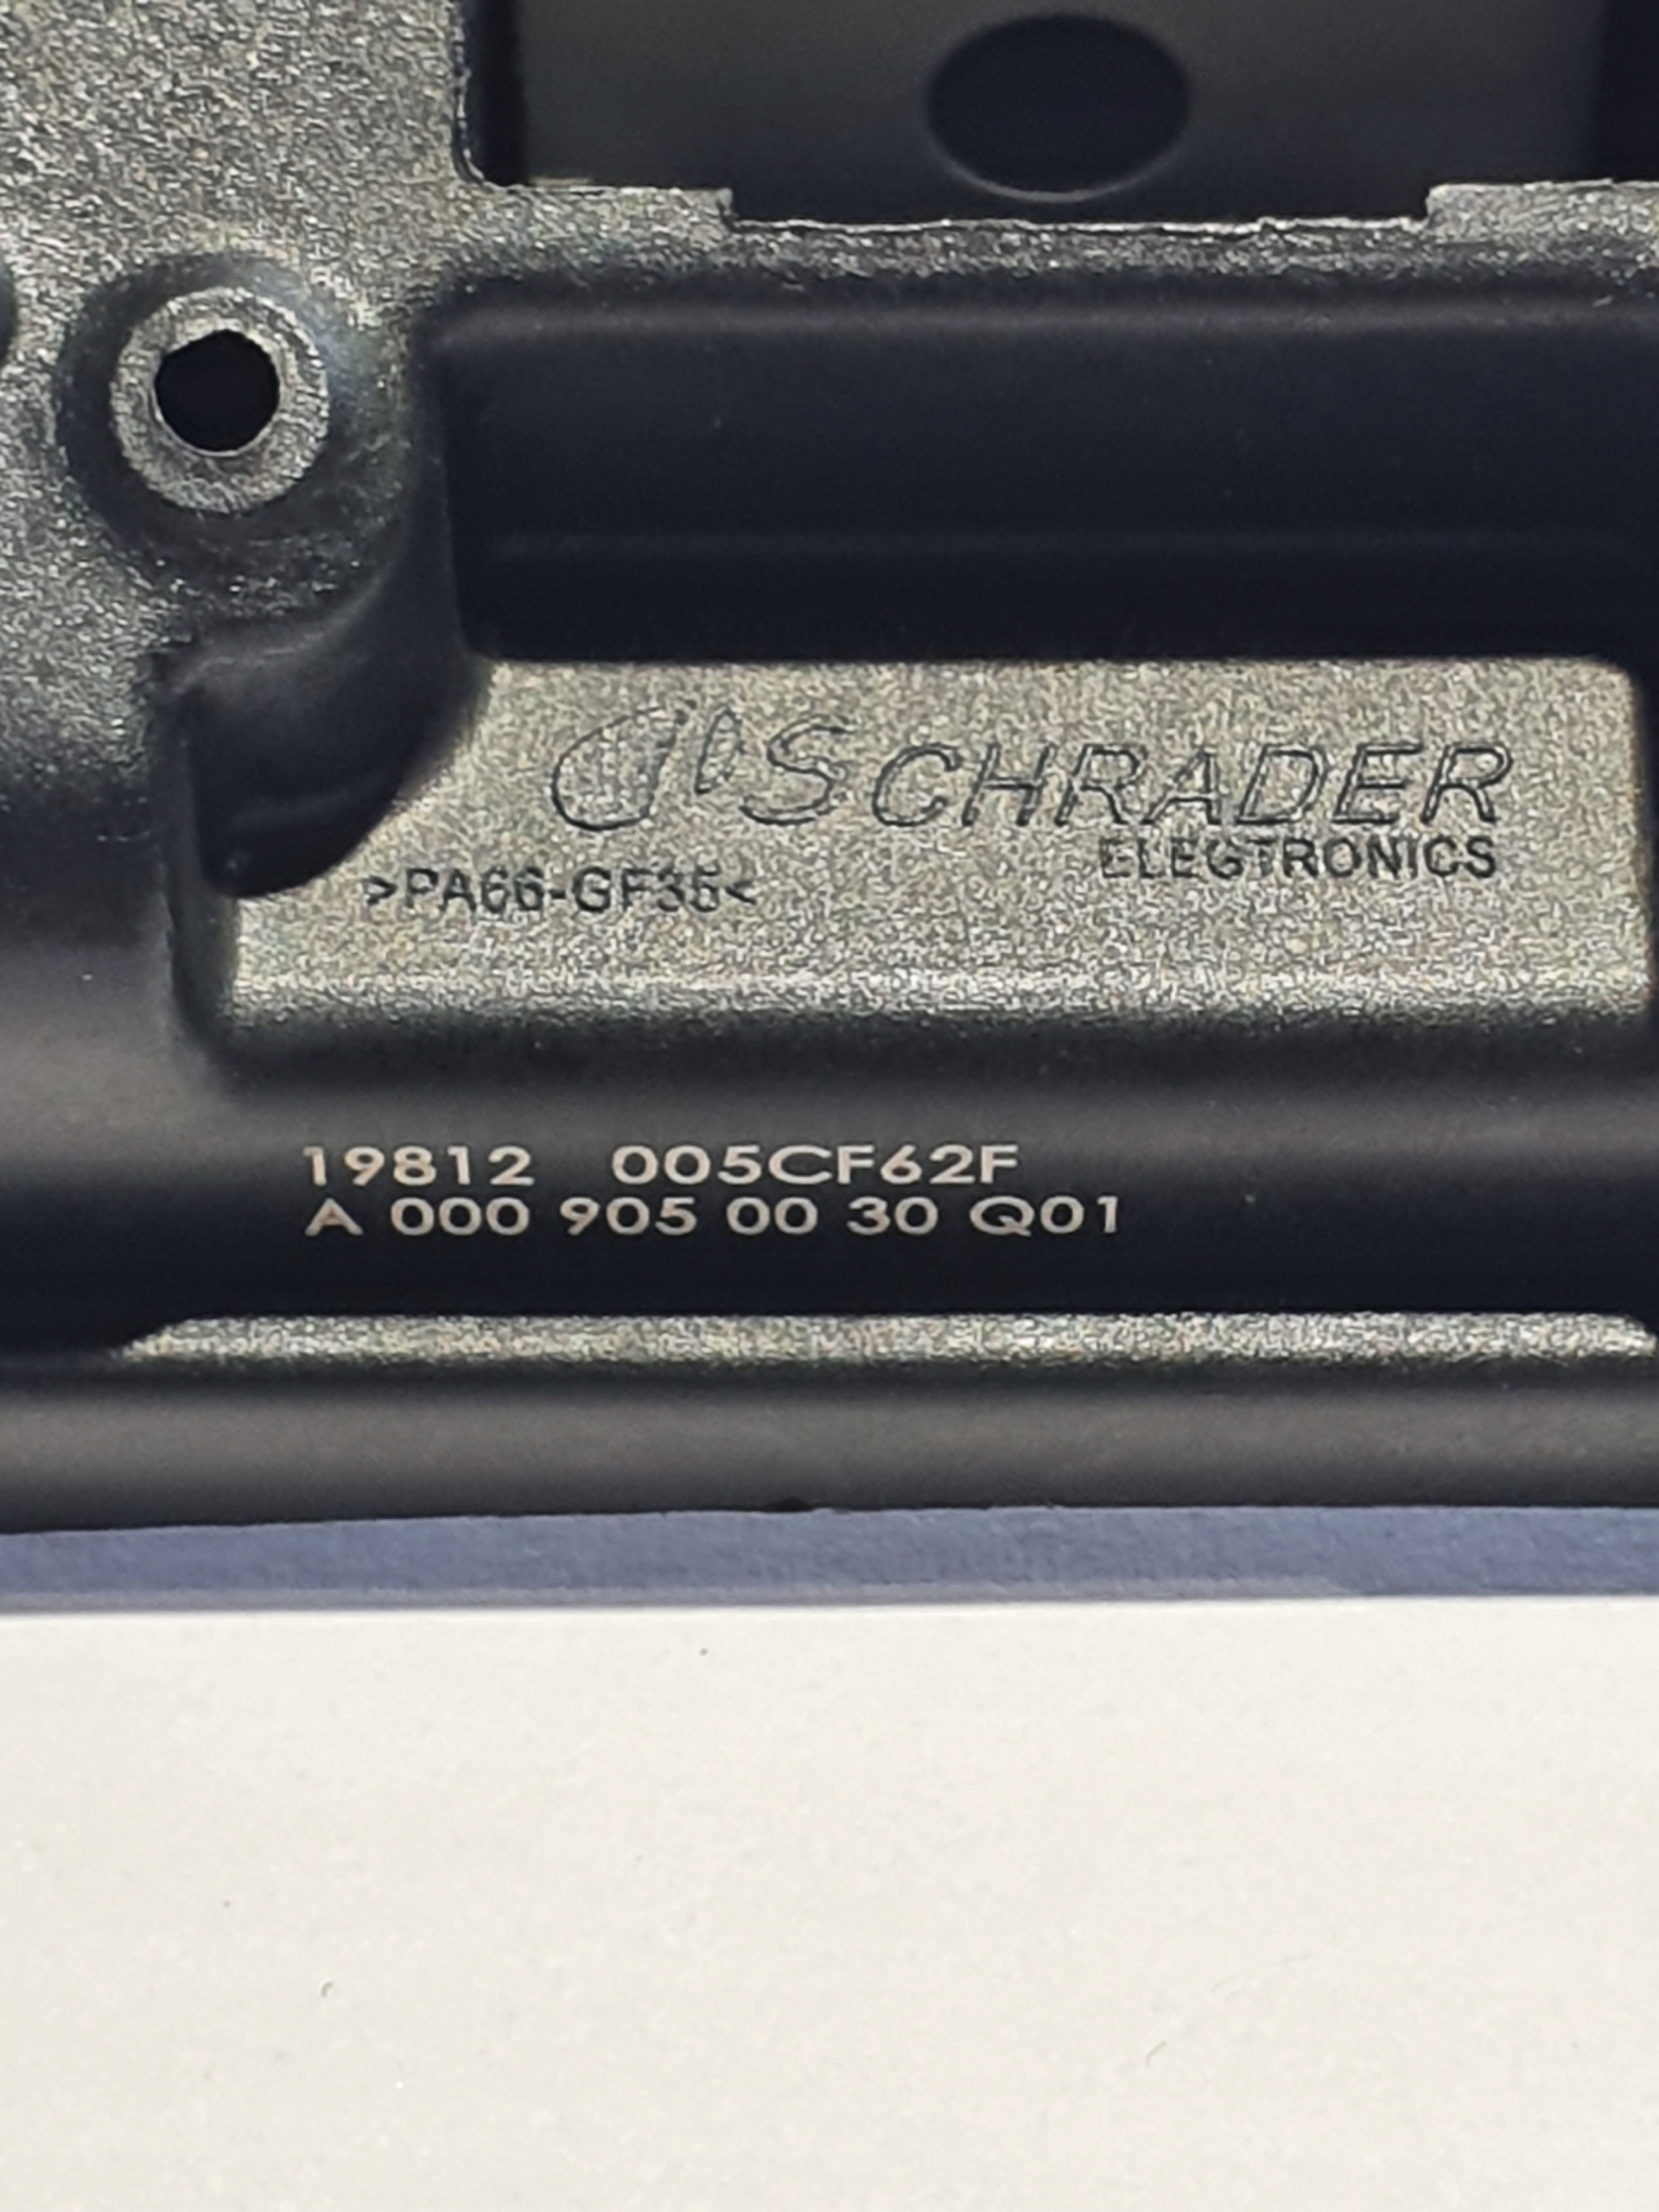 SCHRADER
ELECTRONICS
>PA66-GF35<
19812 005CF62F
A 000 905 00 30 Q01